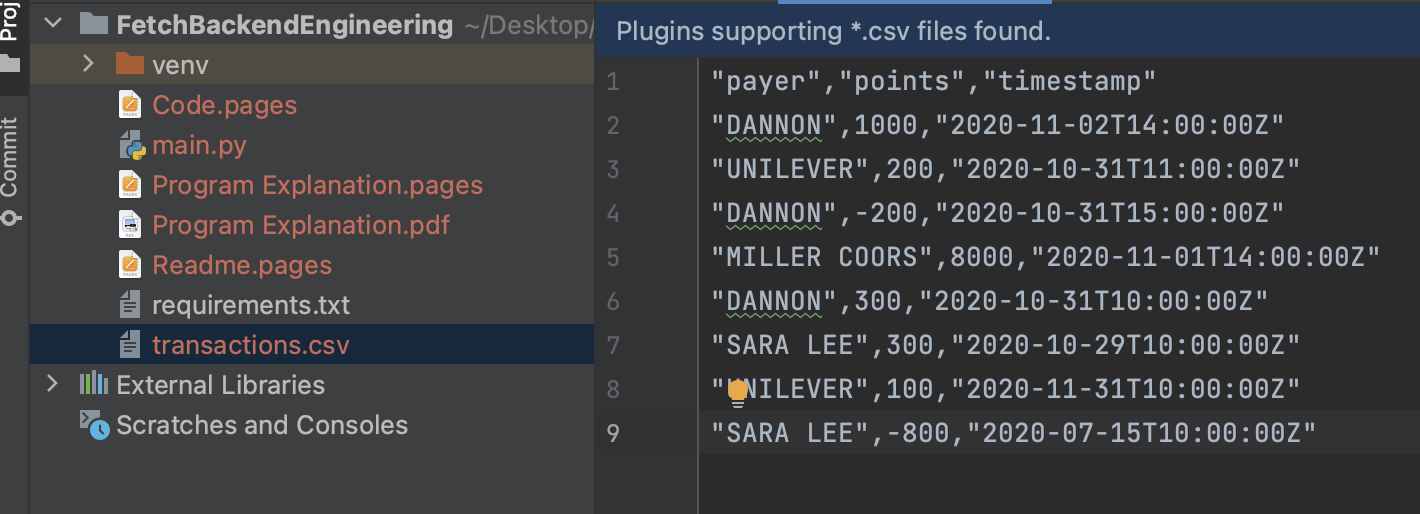 Proj
Commit
FetchBackendEngineering ~/Desktop/
venv
Code.pages
main.py
Program Explanation.pages
Program Explanation.pdf
Readme.pages
requirements.txt
transactions.csv
External Libraries
Scratches and Consoles
Plugins supporting *.csv files found.
1 "payer","points","timestamp"
2 "DANNON",1000,"2020-11-02T14:00:00Z"
3 "UNILEVER",200,"2020-10-31T11:00:00Z"
4 "DANNON",-200,"2020-10-31T15:00:00Z"
5 "MILLER COORS",8000,"2020-11-01T14:00:00Z"
6 "DANNON",300,"2020-10-31T10:00:00Z"
7 "SARA LEE",300,"2020-10-29T10:00:00Z"
8 "UNILEVER",100,"2020-11-31T10:00:00Z"
9 "SARA LEE",-800,"2020-07-15T10:00:00Z"